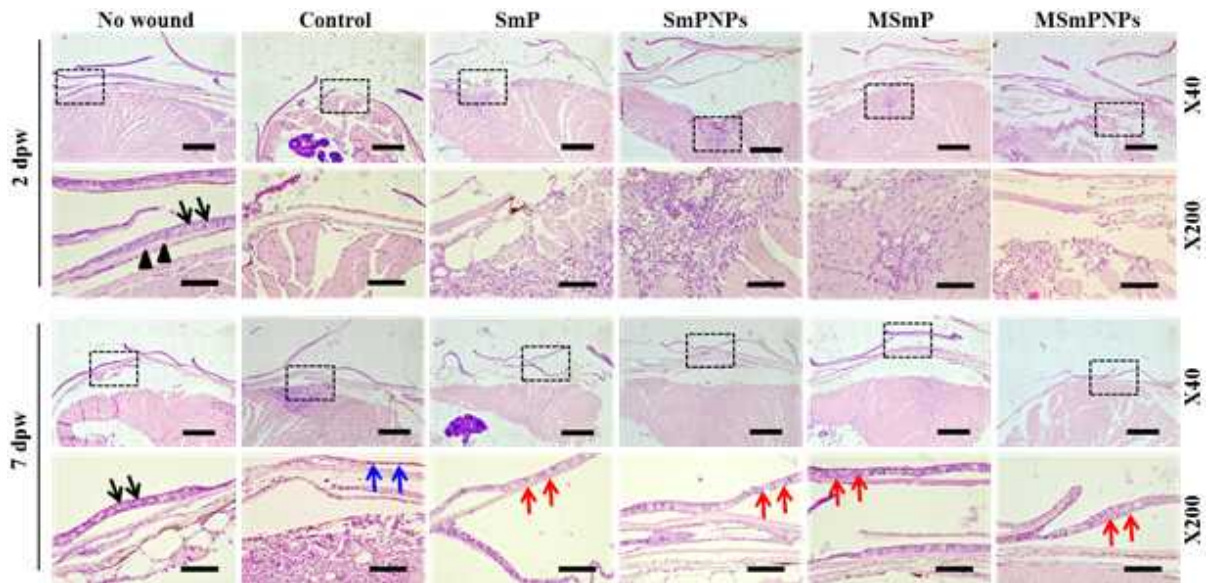 No wound Control SmP SmPNPs MSmP MSmPNPs
2 dpw
X40
X200
7 dpw
X40
X200